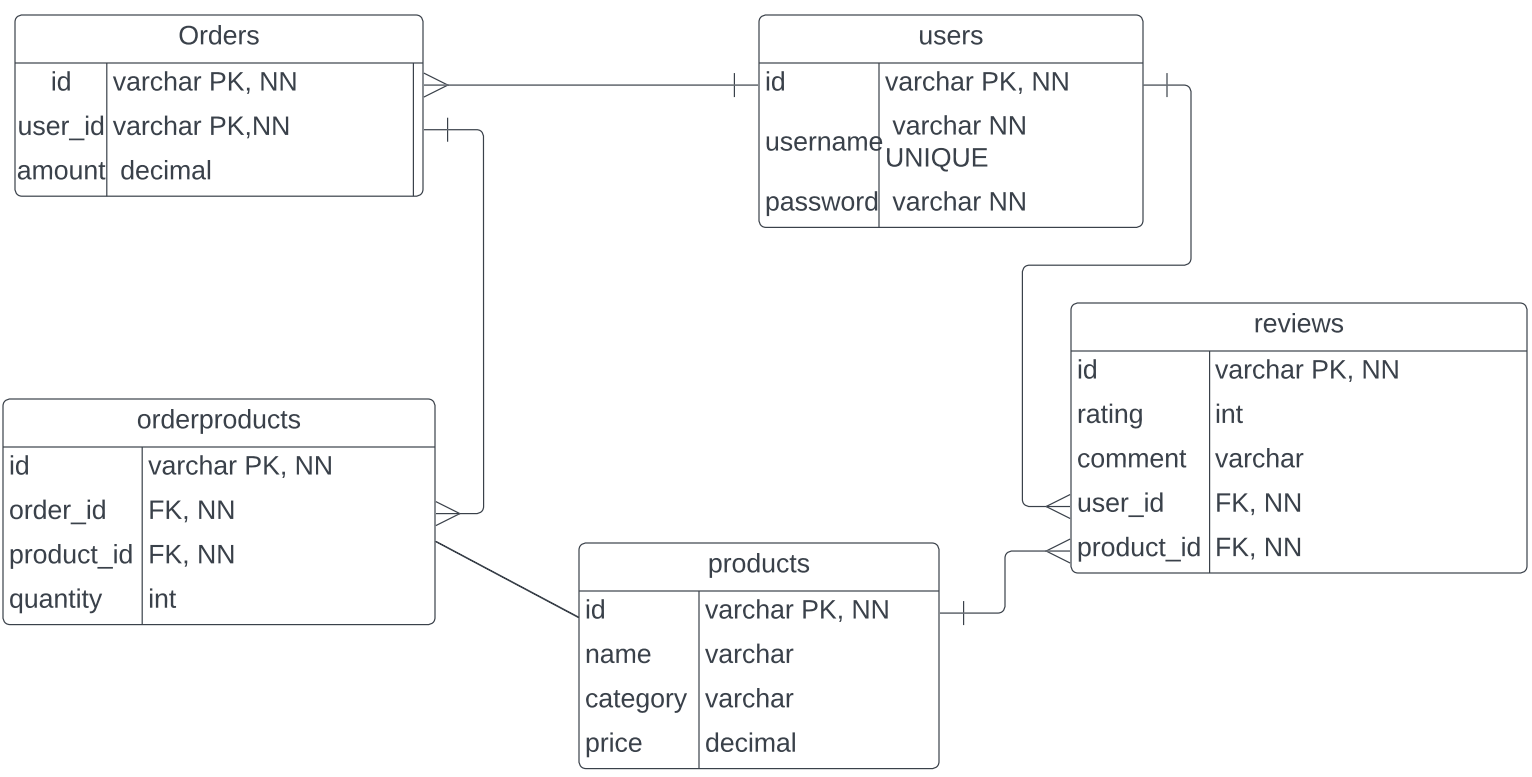 Orders
id varchar PK, NN
user_id varchar PK,NN
amount decimal
users
id varchar PK, NN
username varchar NN
UNIQUE
password varchar NN
reviews
id varchar PK, NN
rating int
comment varchar
user_id FK, NN
product_id FK, NN
orderproducts
id varchar PK, NN
order_id FK, NN
product_id FK, NN
quantity int
products
id varchar PK, NN
name varchar
category varchar
price decimal